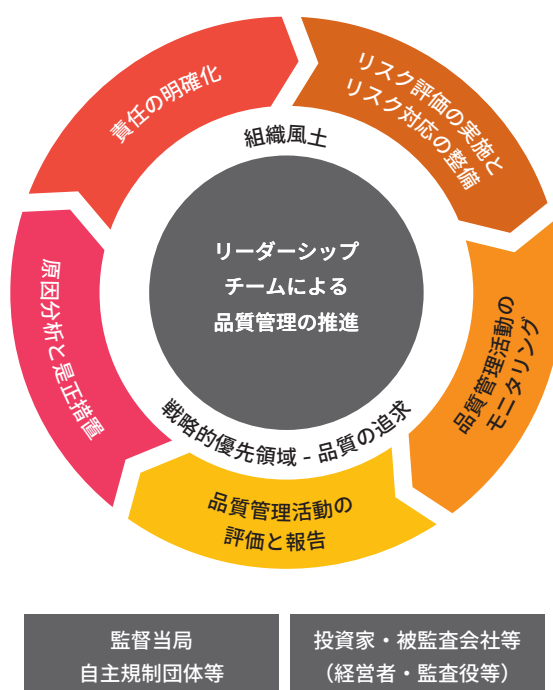 責任の明確化
リスク評価の実施と
リスク対応の整備
組織風土
リーダーシップ
チームによる
品質管理の推進
原因分析と是正措置
品質管理活動の
モニタリング
戦略的優先領域 - 品質の追求
品質管理活動の
評価と報告
監督当局
自主規制団体等
投資家・被監査会社等
（経営者・監査役等）